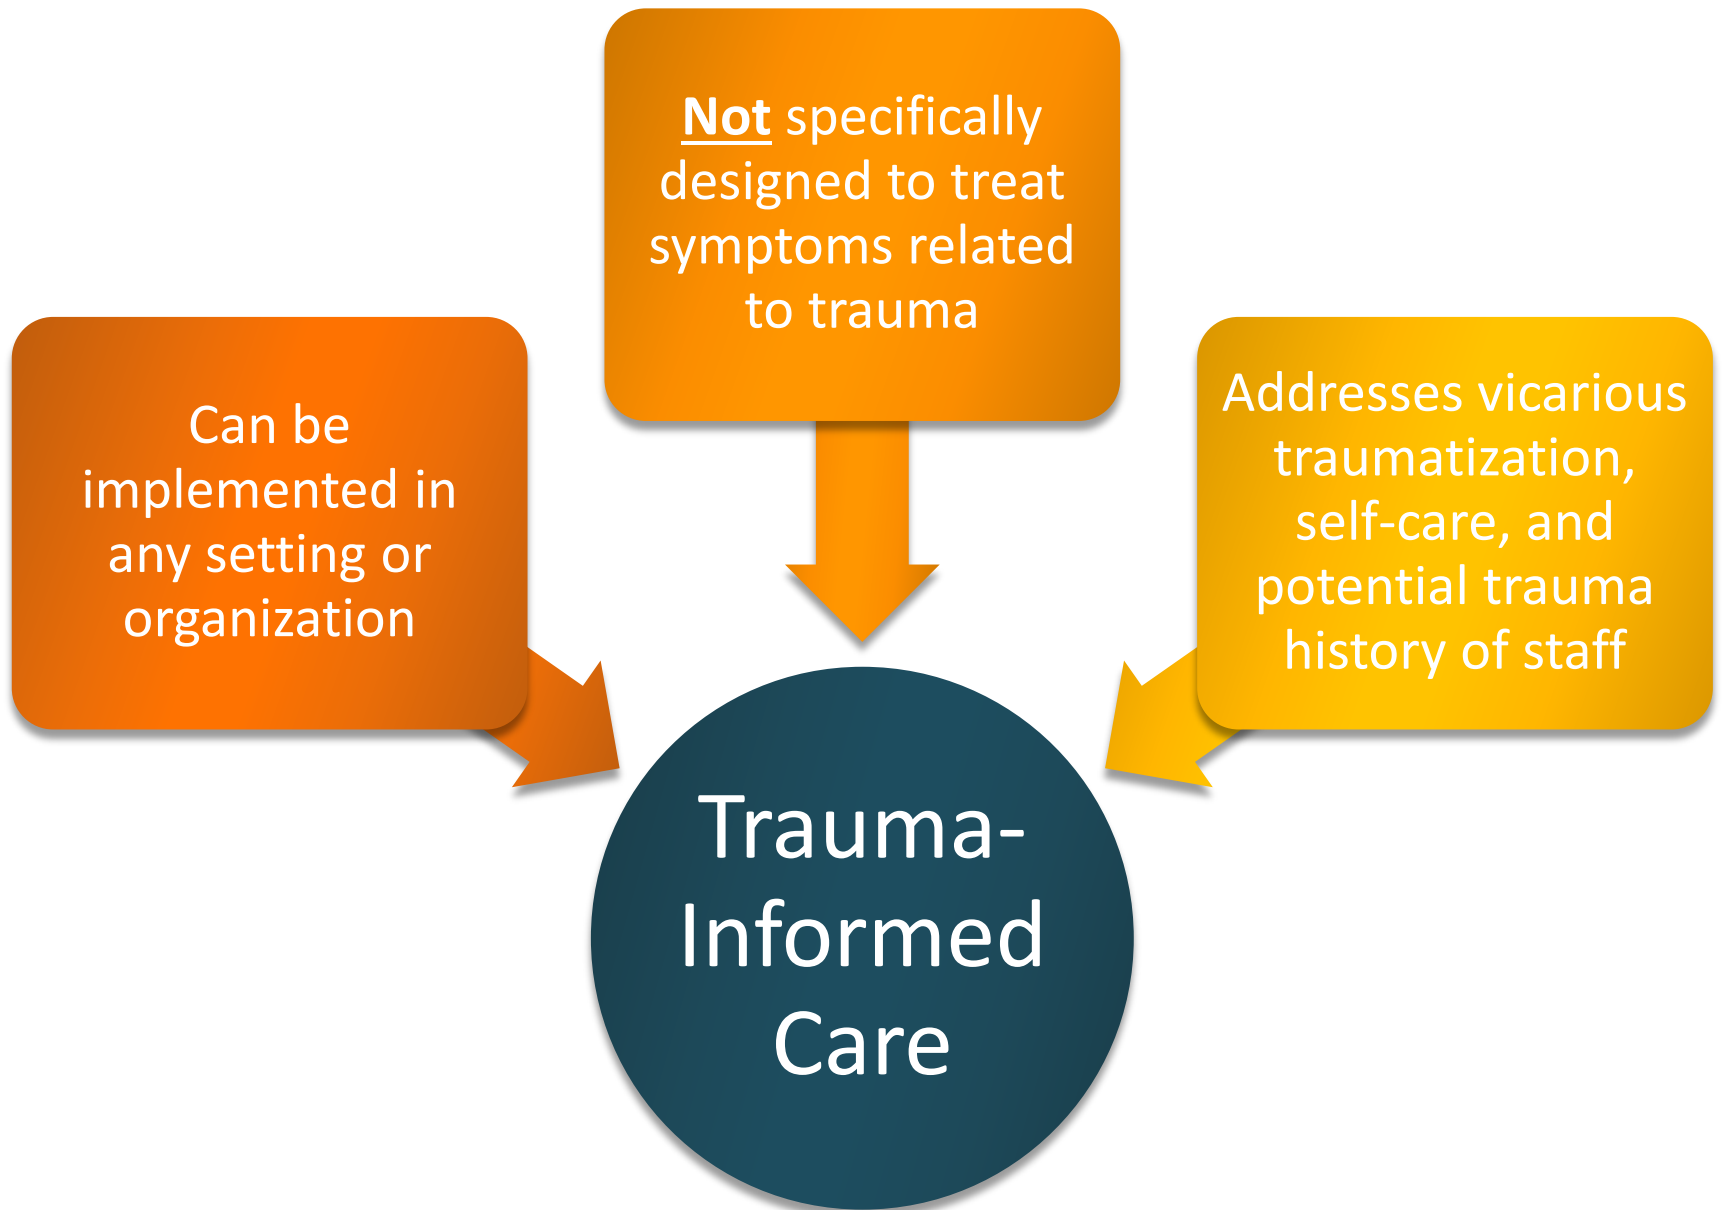 Not specifically
designed to treat
symptoms related
to trauma
Can be
implemented in
any setting or
organization
Addresses vicarious
traumatization,
self-care, and
potential trauma
history of staff
Trauma-
Informed
Care